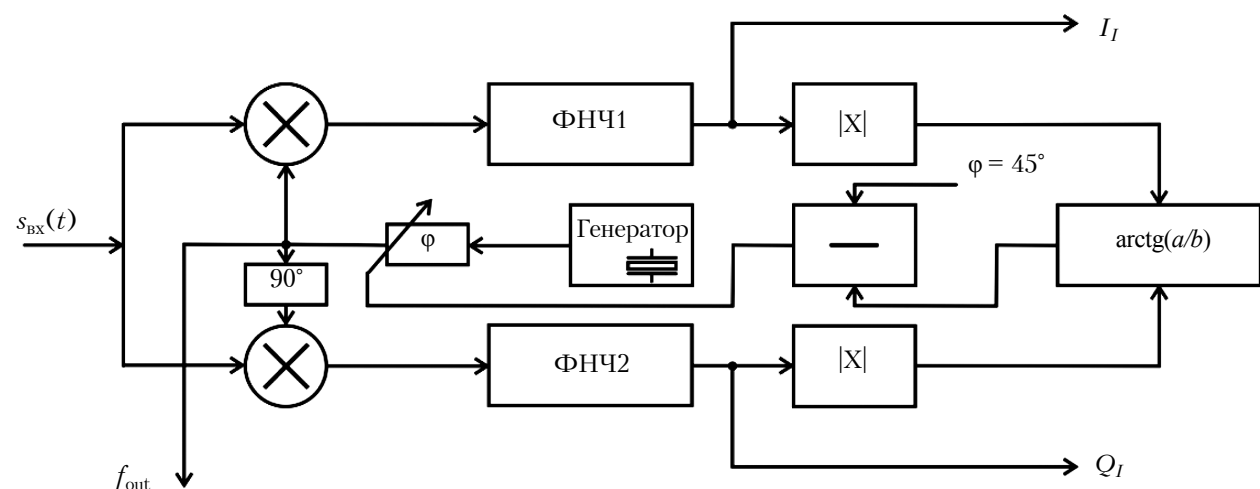 I_I
ФНЧ1
|X|
φ = 45°
s_вх(t)
φ
Генератор
—
arctg(a/b)
90°
ФНЧ2
|X|
f_out
Q_I